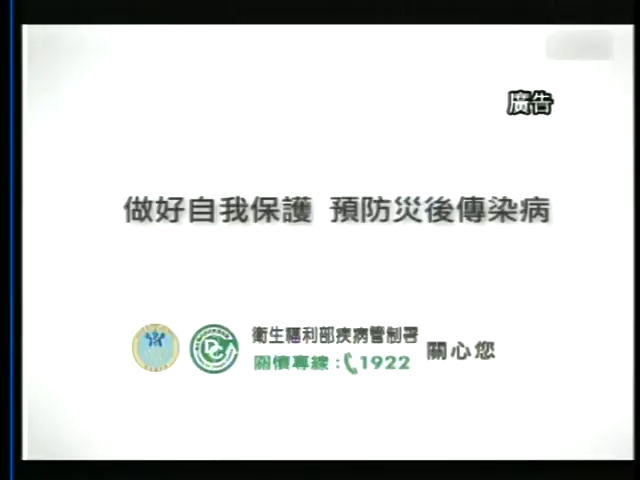 廣告
做好自我保護 預防災後傳染病
衛生福利部疾病管制署
關懷專線:1922
關心您